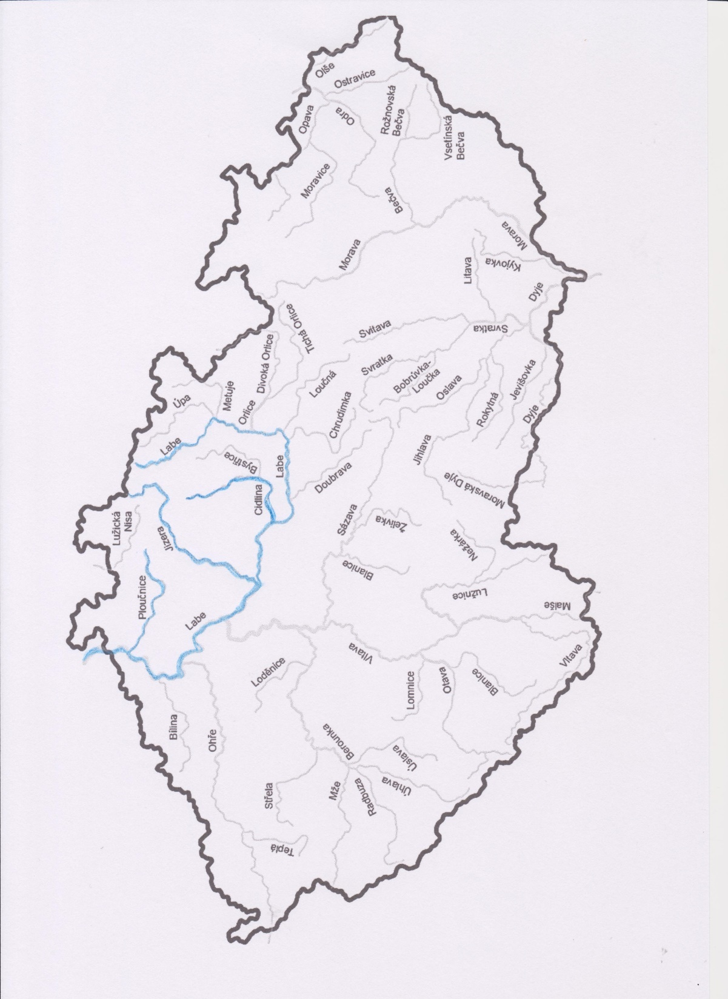 Olše
Ostravice
Opava
Odra
Rožnovská
Bečva
Vsetínská
Bečva
Moravice
Bečva
Morava
Morava
Kyjovka
Litava
Dyje
Tichá Orlice
Svitava
Svratka
Divoká Orlice
Svratka
Loučná
Bobrůvka-
Loučka
Oslava
Jevišovka
Metuje
Úpa
Orlice
Chrudimka
Rokytná
Dyje
Labe
Bystřice
Labe
Jihlava
Doubrava
Moravská Dyje
Cidlina
Sázava
Želivka
Lužická
Nisa
Jizera
Nežárka
Blanice
Ploučnice
Lužnice
Malše
Labe
Vltava
Vltava
Loděnice
Lomnice
Otava
Blanice
Bílina
Ohře
Berounka
Úslava
Střela
Mže
Radbuza
Úhlava
Teplá